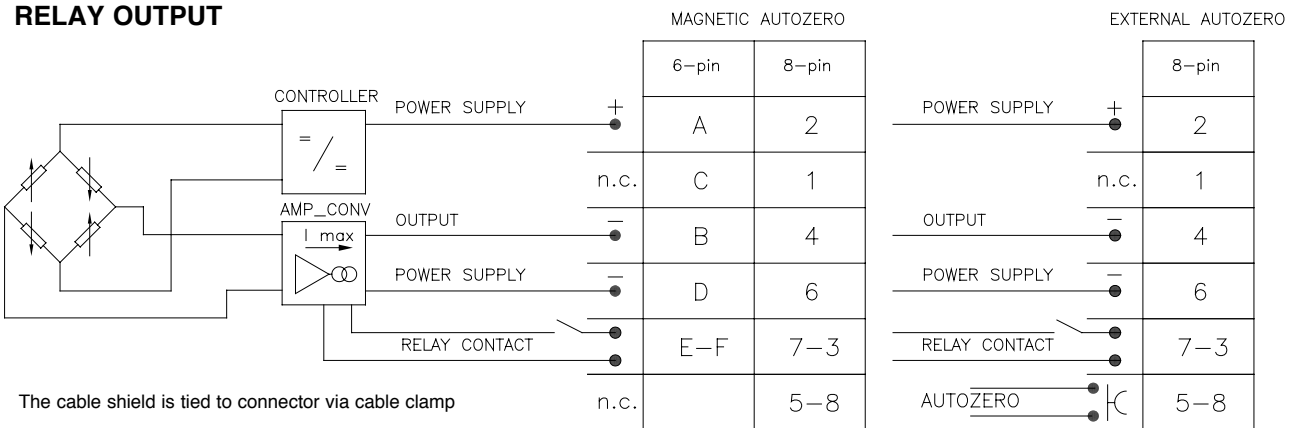 RELAY OUTPUT
MAGNETIC AUTOZERO
EXTERNAL AUTOZERO
6-pin 8-pin 8-pin
CONTROLLER
POWER SUPPLY + A 2 POWER SUPPLY + 2
= / =
n.c. C 1 n.c. 1
AMP_CONV
I max
OUTPUT – B 4 OUTPUT – 4
POWER SUPPLY – D 6 POWER SUPPLY – 6
RELAY CONTACT E-F 7-3 RELAY CONTACT 7-3
The cable shield is tied to connector via cable clamp
n.c. 5-8 AUTOZERO 5-8